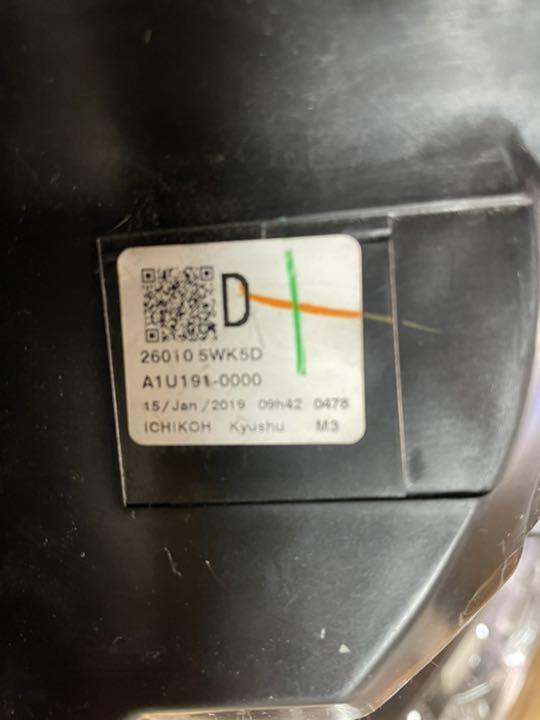 D
26010 5WK5D
A1U191-0000
15/Jan/2019 09h42 0478
ICHIKOH Kyushu M3